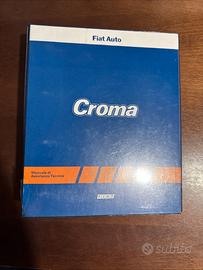 Fiat Auto
Croma
Manuale di
Assistenza Tecnica
FIAT
subito